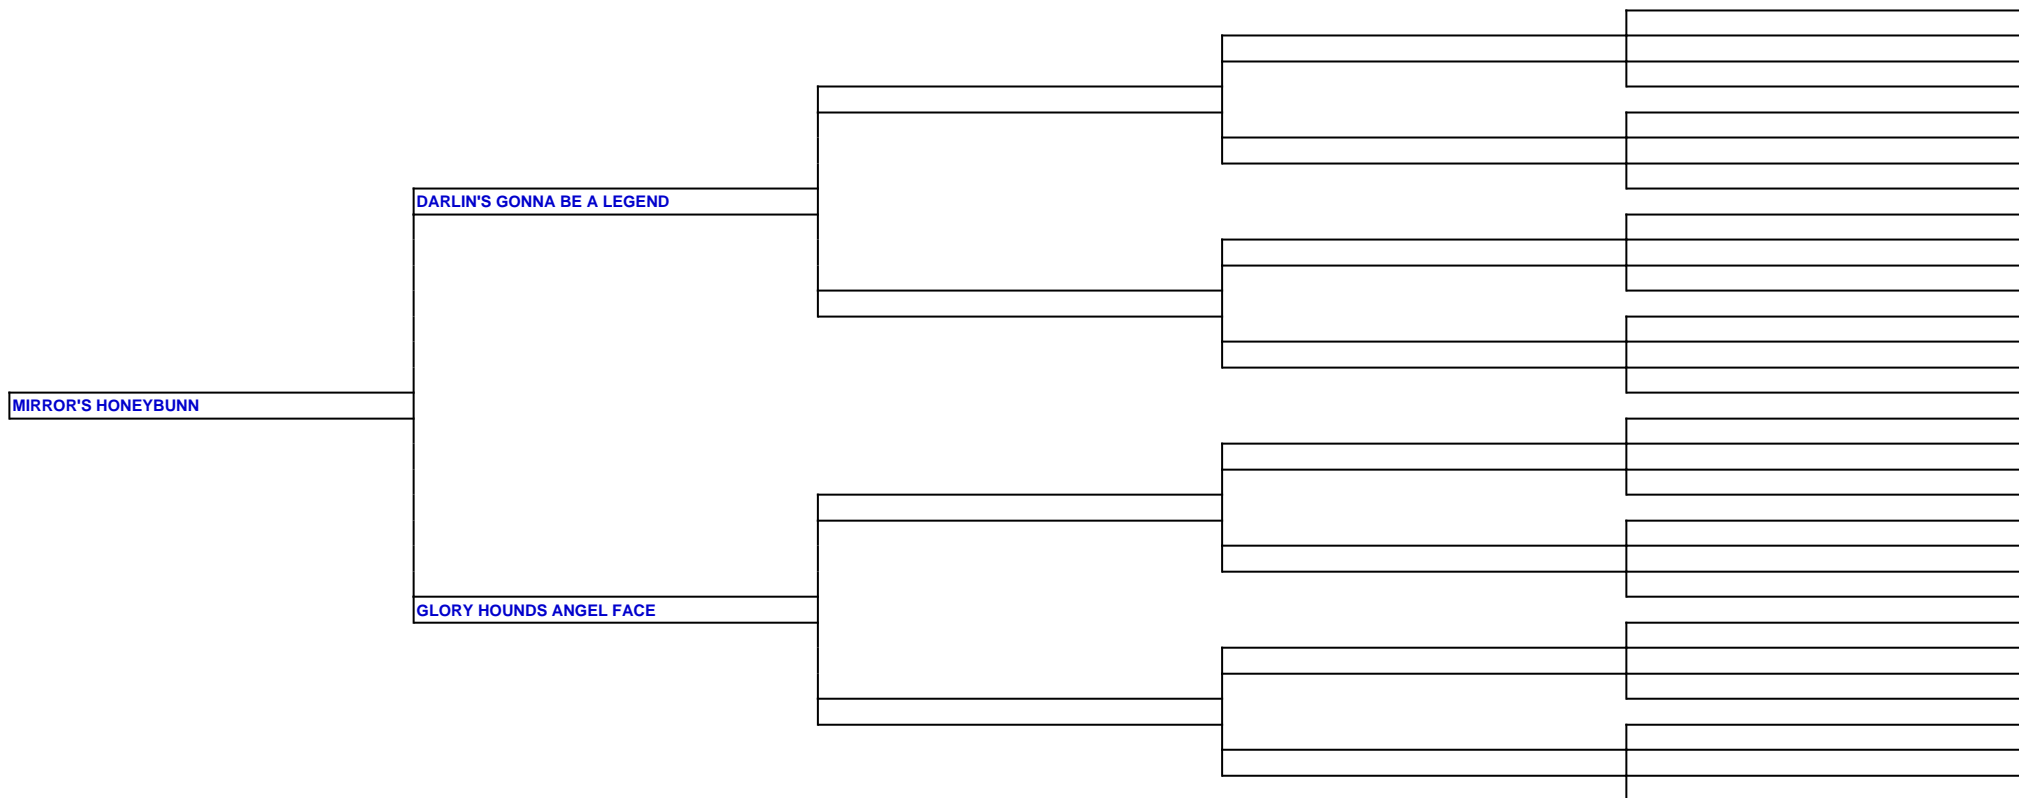 DARLIN'S GONNA BE A LEGEND
MIRROR'S HONEYBUNN
GLORY HOUNDS ANGEL FACE